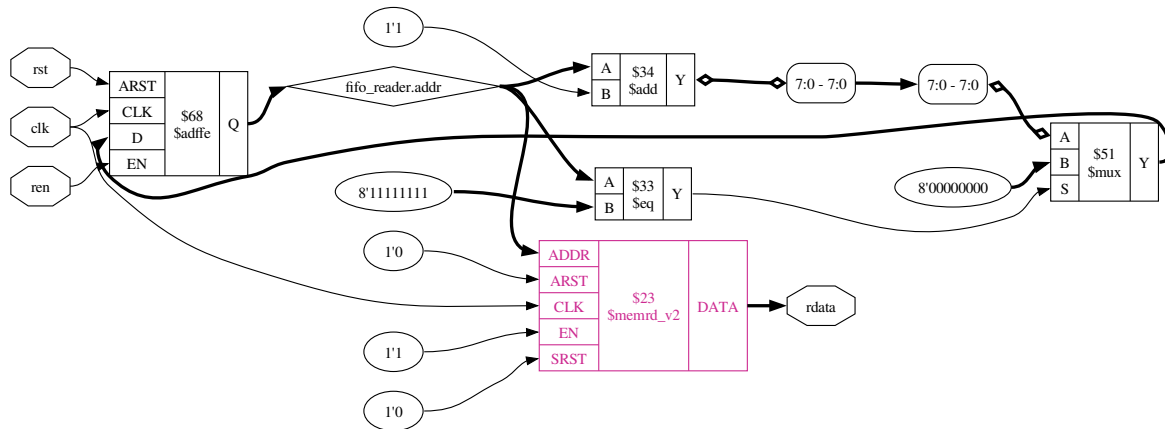 rst
clk
ren
ARST
CLK
D
EN
$68
$adffe
Q
1'1
fifo_reader.addr
8'11111111
1'0
1'1
1'0
A
B
$34
$add
Y
A
B
$33
$eq
Y
ADDR
ARST
CLK
EN
SRST
$23
$memrd_v2
DATA
7:0 - 7:0
rdata
7:0 - 7:0
8'00000000
A
B
S
$51
$mux
Y